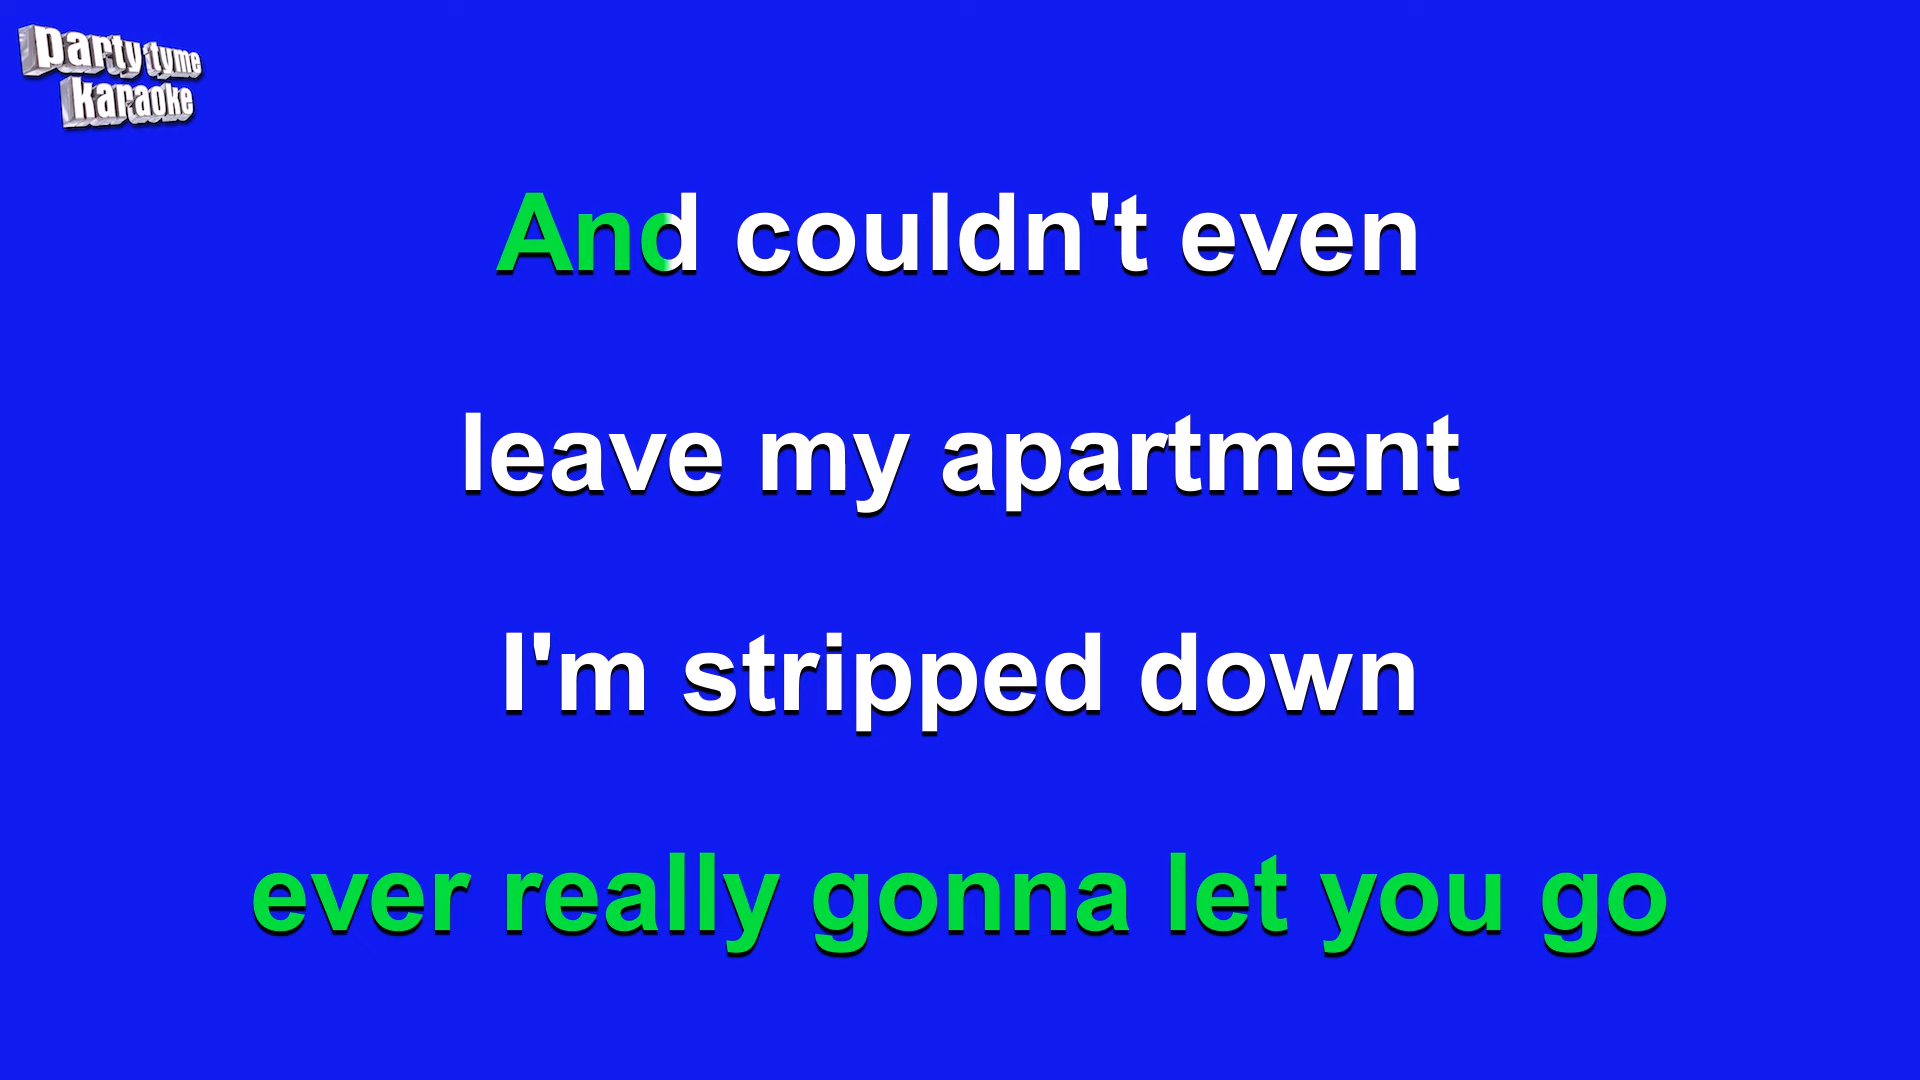 party tyme
karaoke
And couldn't even
leave my apartment
I'm stripped down
ever really gonna let you go